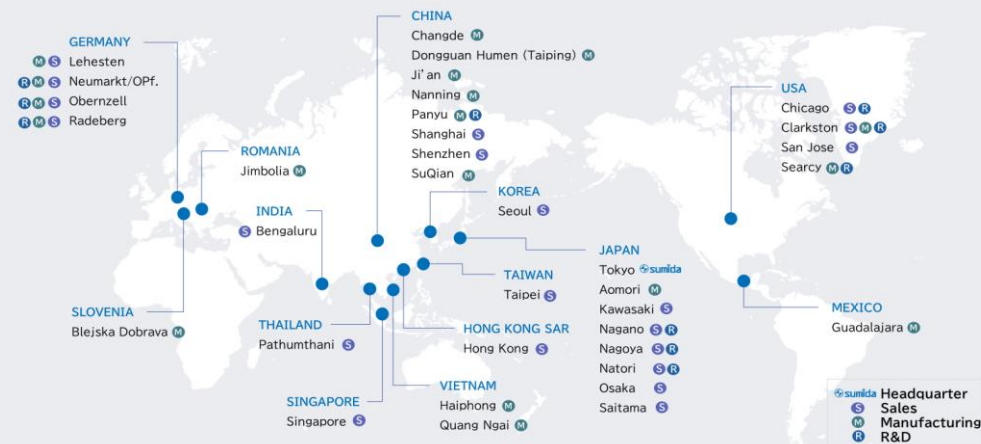 GERMANY
M S Lehesten
R M S Neumarkt/OPf.
R M S Obernzell
R M S Radeberg
ROMANIA
Jimbolia M
INDIA
S Bengaluru
SLOVENIA
Blejska Dobrava M
THAILAND
Pathumthani S
SINGAPORE
Singapore S
CHINA
Changde M
Dongguan Humen (Taiping) M
Ji'an M
Nanning M
Panyu M R
Shanghai S
Shenzhen S
SuQian M
KOREA
Seoul S
TAIWAN
Taipei S
HONG KONG SAR
Hong Kong S
VIETNAM
Haiphong M
Quang Ngai M
JAPAN
Tokyo sumida
Aomori M
Kawasaki S
Nagano S R
Nagoya S R
Natori S R
Osaka S
Saitama S
USA
Chicago S R
Clarkston S M R
San Jose S
Searcy M R
MEXICO
Guadalajara M
sumida Headquarter
S Sales
M Manufacturing
R R&D